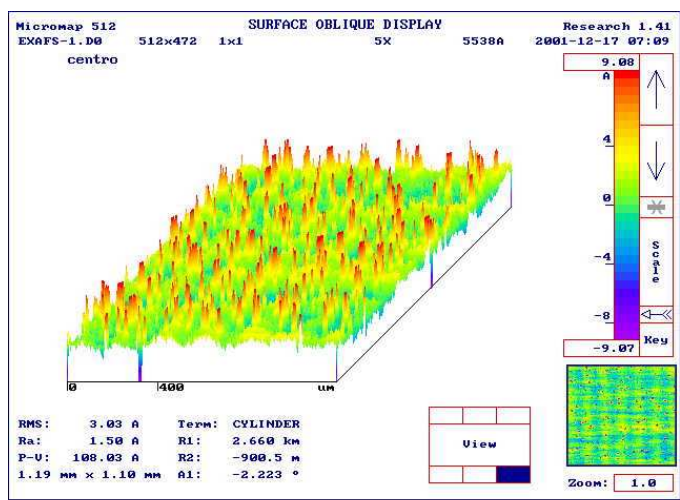 Micromap 512 SURFACE OBLIQUE DISPLAY Research 1.41
EXAFS-1.D0 512x472 1x1 5X 5538A 2001-12-17 07:09
centro
9.08
A
4
0
-4
-8
-9.07
Scale
Key
0 400 um
RMS: 3.03 A Term: CYLINDER
Ra: 1.50 A R1: 2.660 km
P-V: 108.03 A R2: -900.5 m
1.19 mm x 1.10 mm A1: -2.223 °
View
Zoom: 1.0